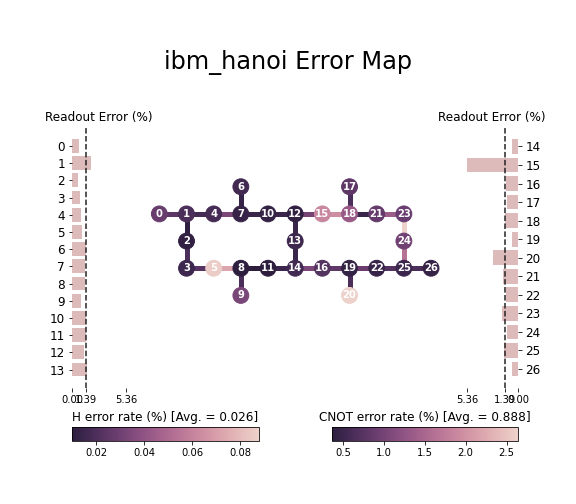 ibm_hanoi Error Map
Readout Error (%)
Readout Error (%)
0
1
2
3
4
5
6
7
8
9
10
11
12
13
6
17
0 1 4 7 10 12 15 18 21 23
2 13 24
3 5 8 11 14 16 19 22 25 26
9 20
14
15
16
17
18
19
20
21
22
23
24
25
26
0.00 1.39 5.36
5.36 1.39 0.00
H error rate (%) [Avg. = 0.026]
0.02 0.04 0.06 0.08
CNOT error rate (%) [Avg. = 0.888]
0.5 1.0 1.5 2.0 2.5